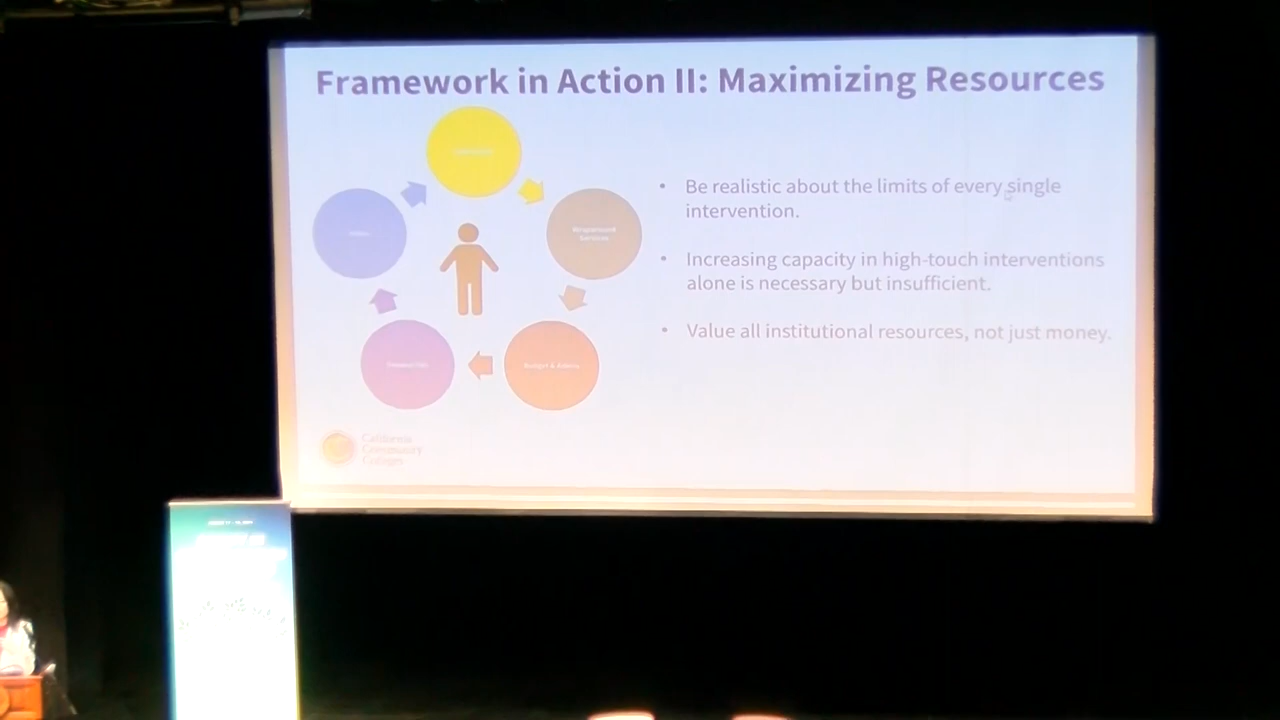 Framework in Action II: Maximizing Resources
• Be realistic about the limits of every single
intervention.
Wraparound
Services
• Increasing capacity in high-touch interventions
alone is necessary but insufficient.
• Value all institutional resources, not just money.
California
Community
Colleges